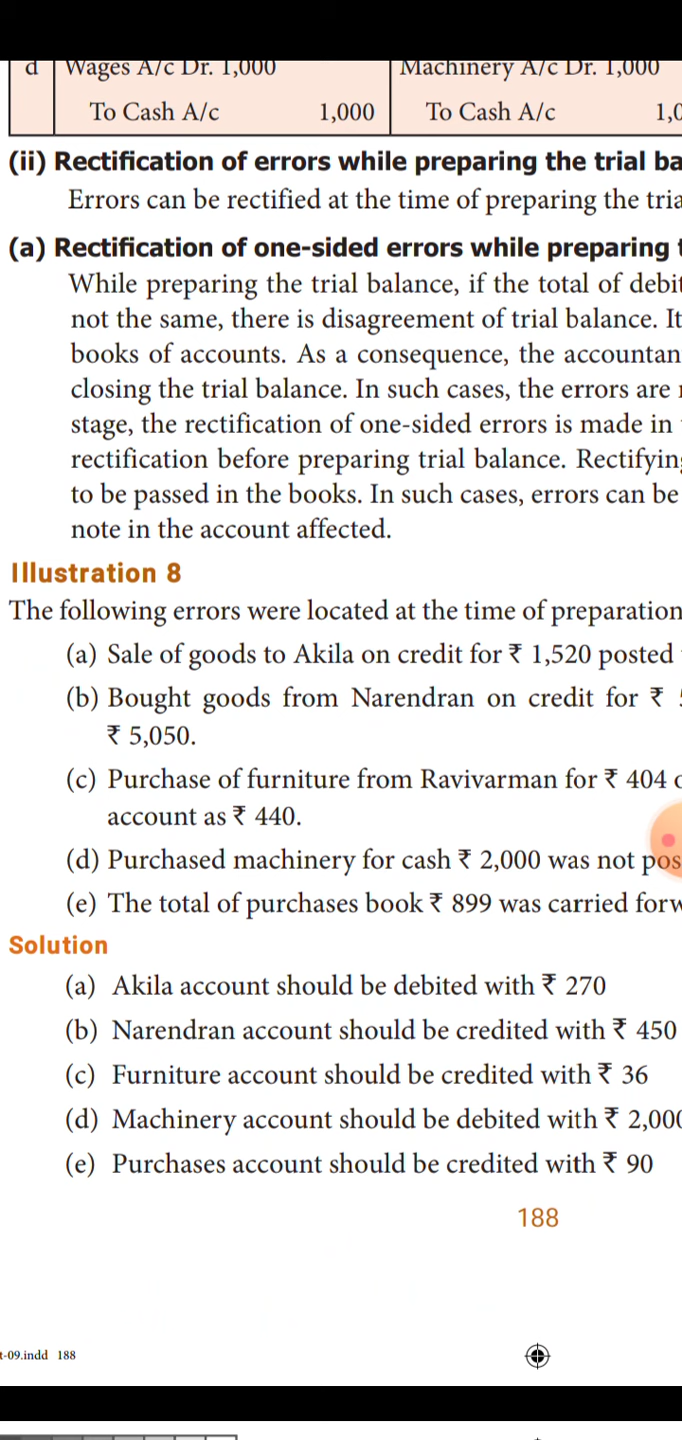 d Wages A/c Dr. 1,000 Machinery A/c Dr. 1,000
To Cash A/c 1,000 To Cash A/c
(ii) Rectification of errors while preparing the trial
Errors can be rectified at the time of preparing the
(a) Rectification of one-sided errors while preparing
While preparing the trial balance, if the total of
not the same, there is disagreement of trial balance. It
books of accounts. As a consequence, the
closing the trial balance. In such cases, the errors are
stage, the rectification of one-sided errors is made in
rectification before preparing trial balance.
to be passed in the books. In such cases, errors can be
note in the account affected.
Illustration 8
The following errors were located at the time of preparation
(a) Sale of goods to Akila on credit for ₹ 1,520 posted
(b) Bought goods from Narendran on credit for ₹
₹ 5,050.
(c) Purchase of furniture from Ravivarman for ₹ 404
account as ₹ 440.
(d) Purchased machinery for cash ₹ 2,000 was not
(e) The total of purchases book ₹ 899 was carried
Solution
(a) Akila account should be debited with ₹ 270
(b) Narendran account should be credited with ₹ 450
(c) Furniture account should be credited with ₹ 36
(d) Machinery account should be debited with ₹ 2,000
(e) Purchases account should be credited with ₹ 90
188
t-09.indd 188